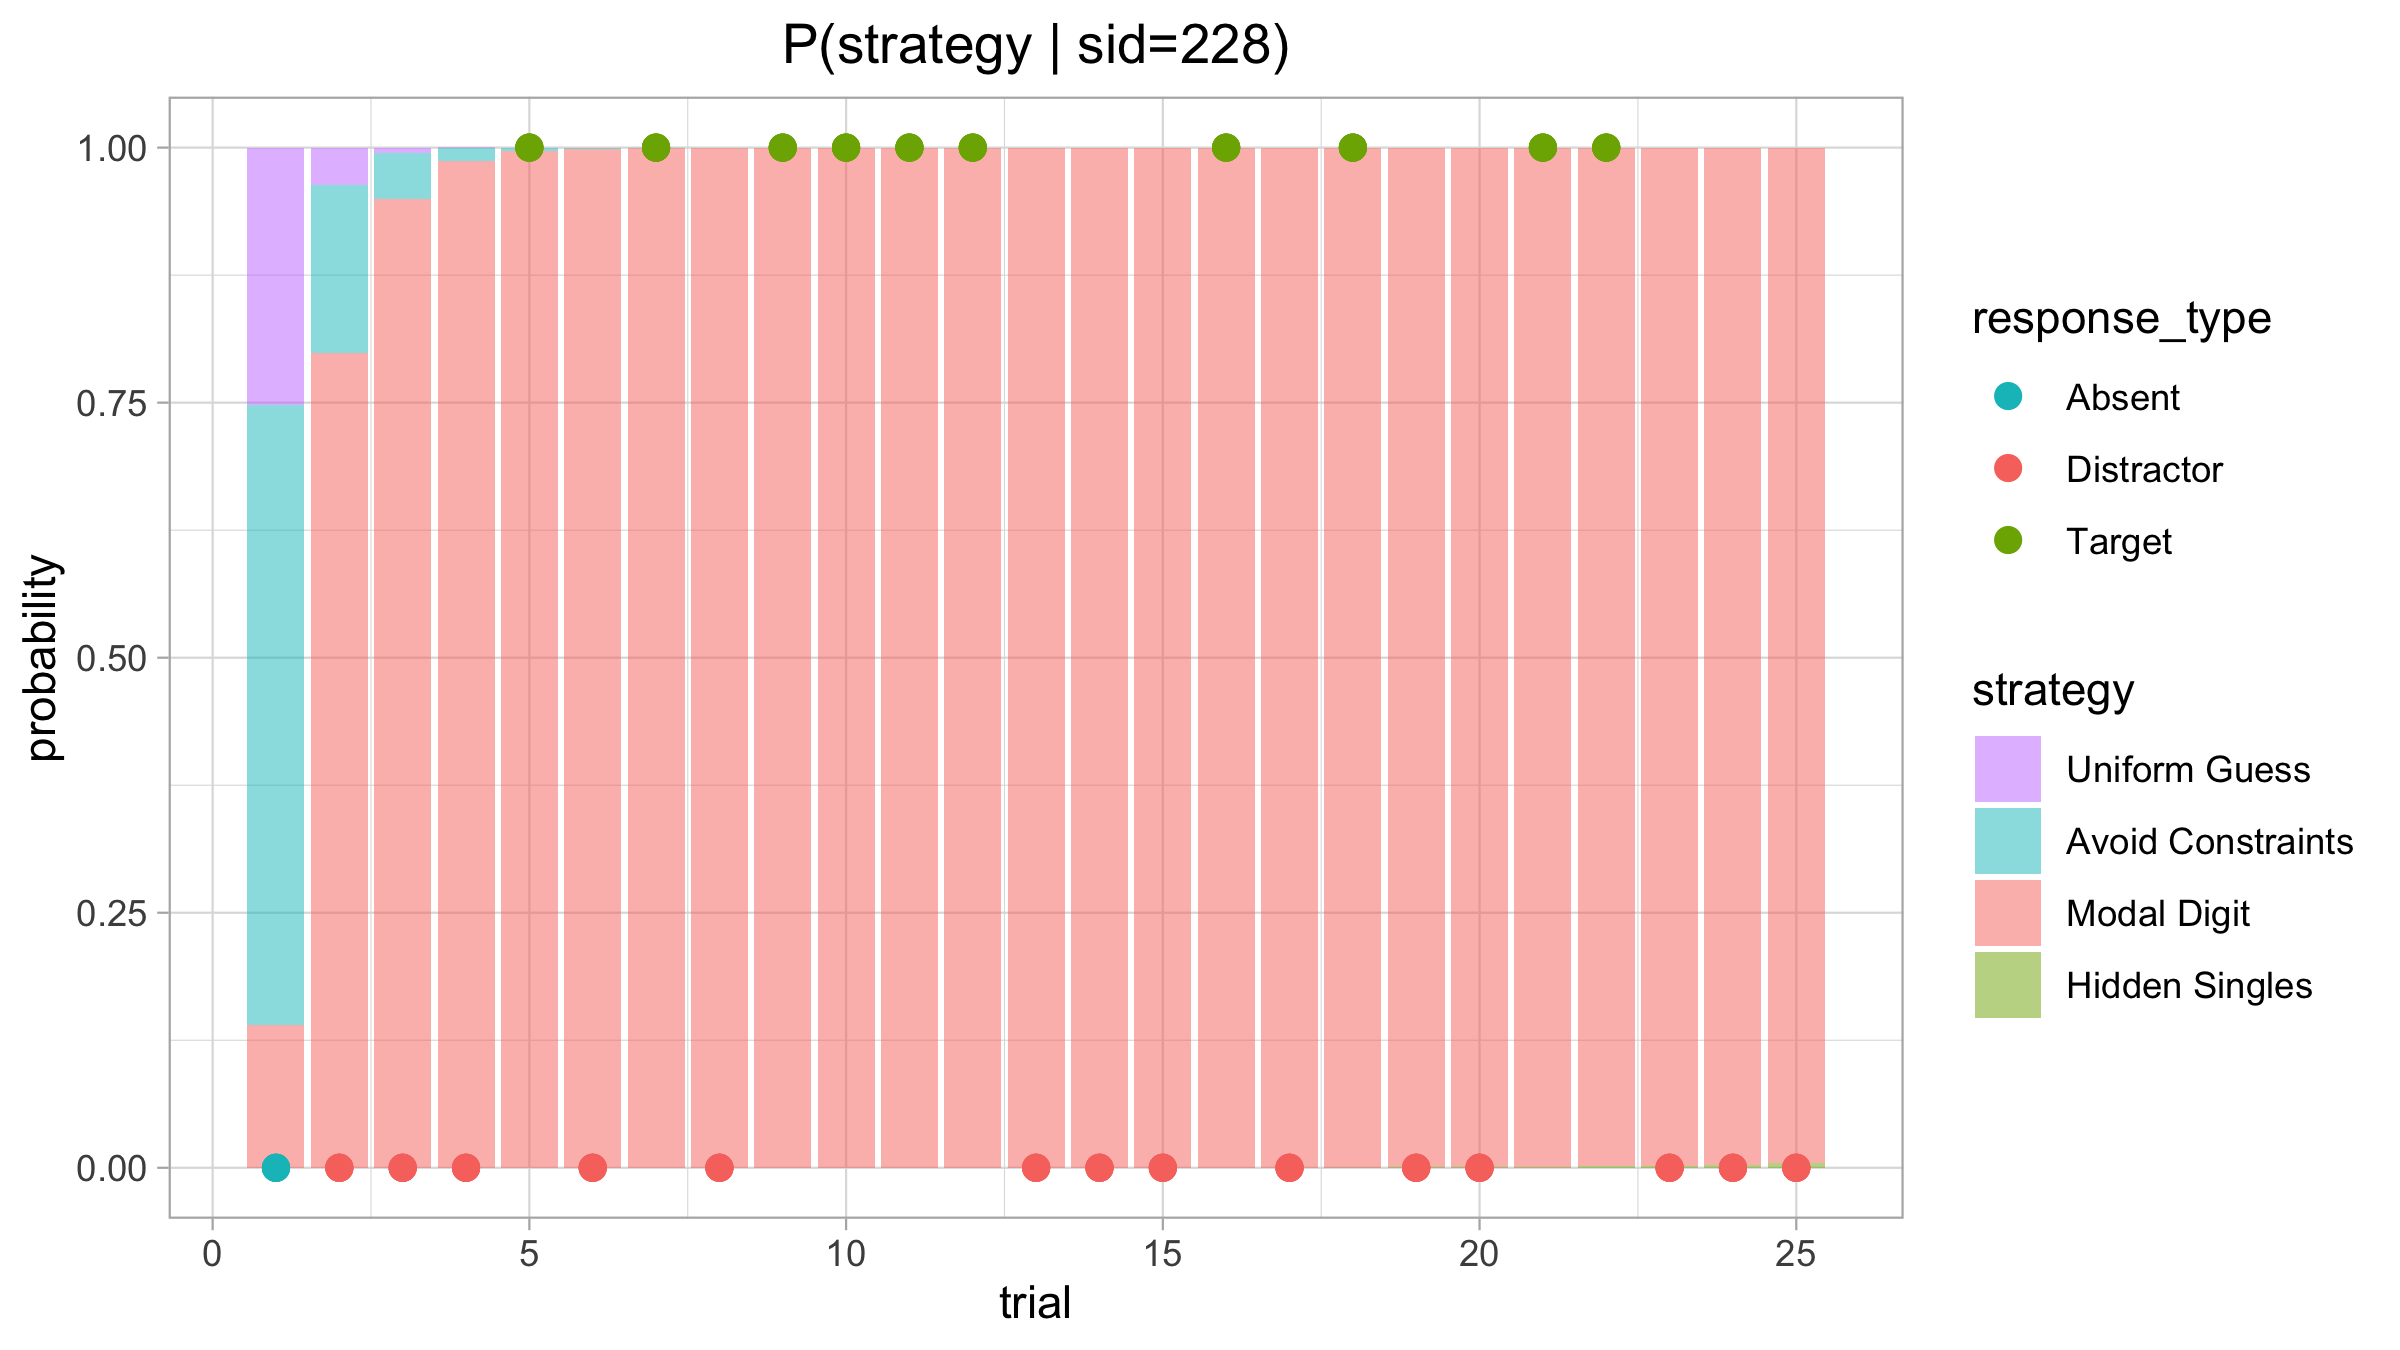 P(strategy | sid=228)
probability
1.00
0.75
0.50
0.25
0.00
0 5 10 15 20 25
trial
response_type
Absent
Distractor
Target
strategy
Uniform Guess
Avoid Constraints
Modal Digit
Hidden Singles